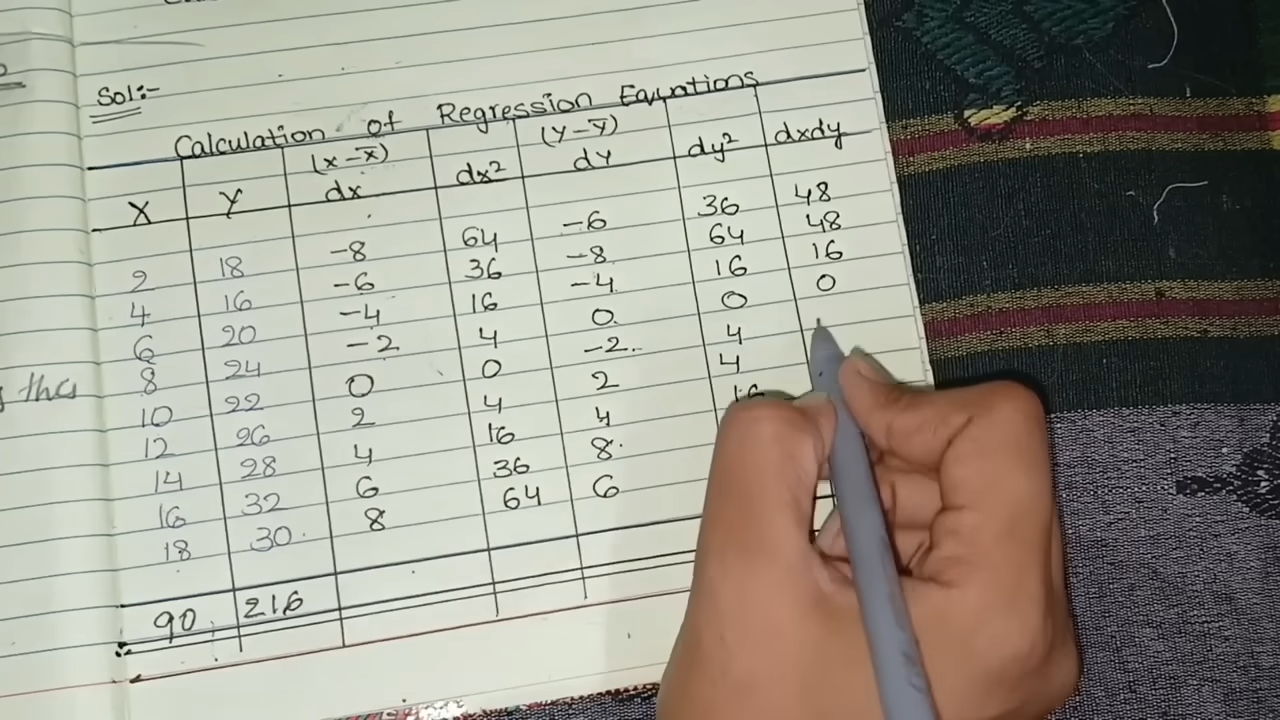 Sol:-
Calculation of Regression Equations
(x-x̅) (y-y̅)
X Y dx dx² dy dy² dxdy
2 18 -8 64 -6 36 48
4 16 -6 36 -8 64 48
6 20 -4 16 -4 16 16
8 24 -2 4 0 0 0
10 22 0 0 -2 4
12 26 2 4 2 4
14 28 4 16 4 16
16 32 6 36 8
18 30 8 64 6
90 216